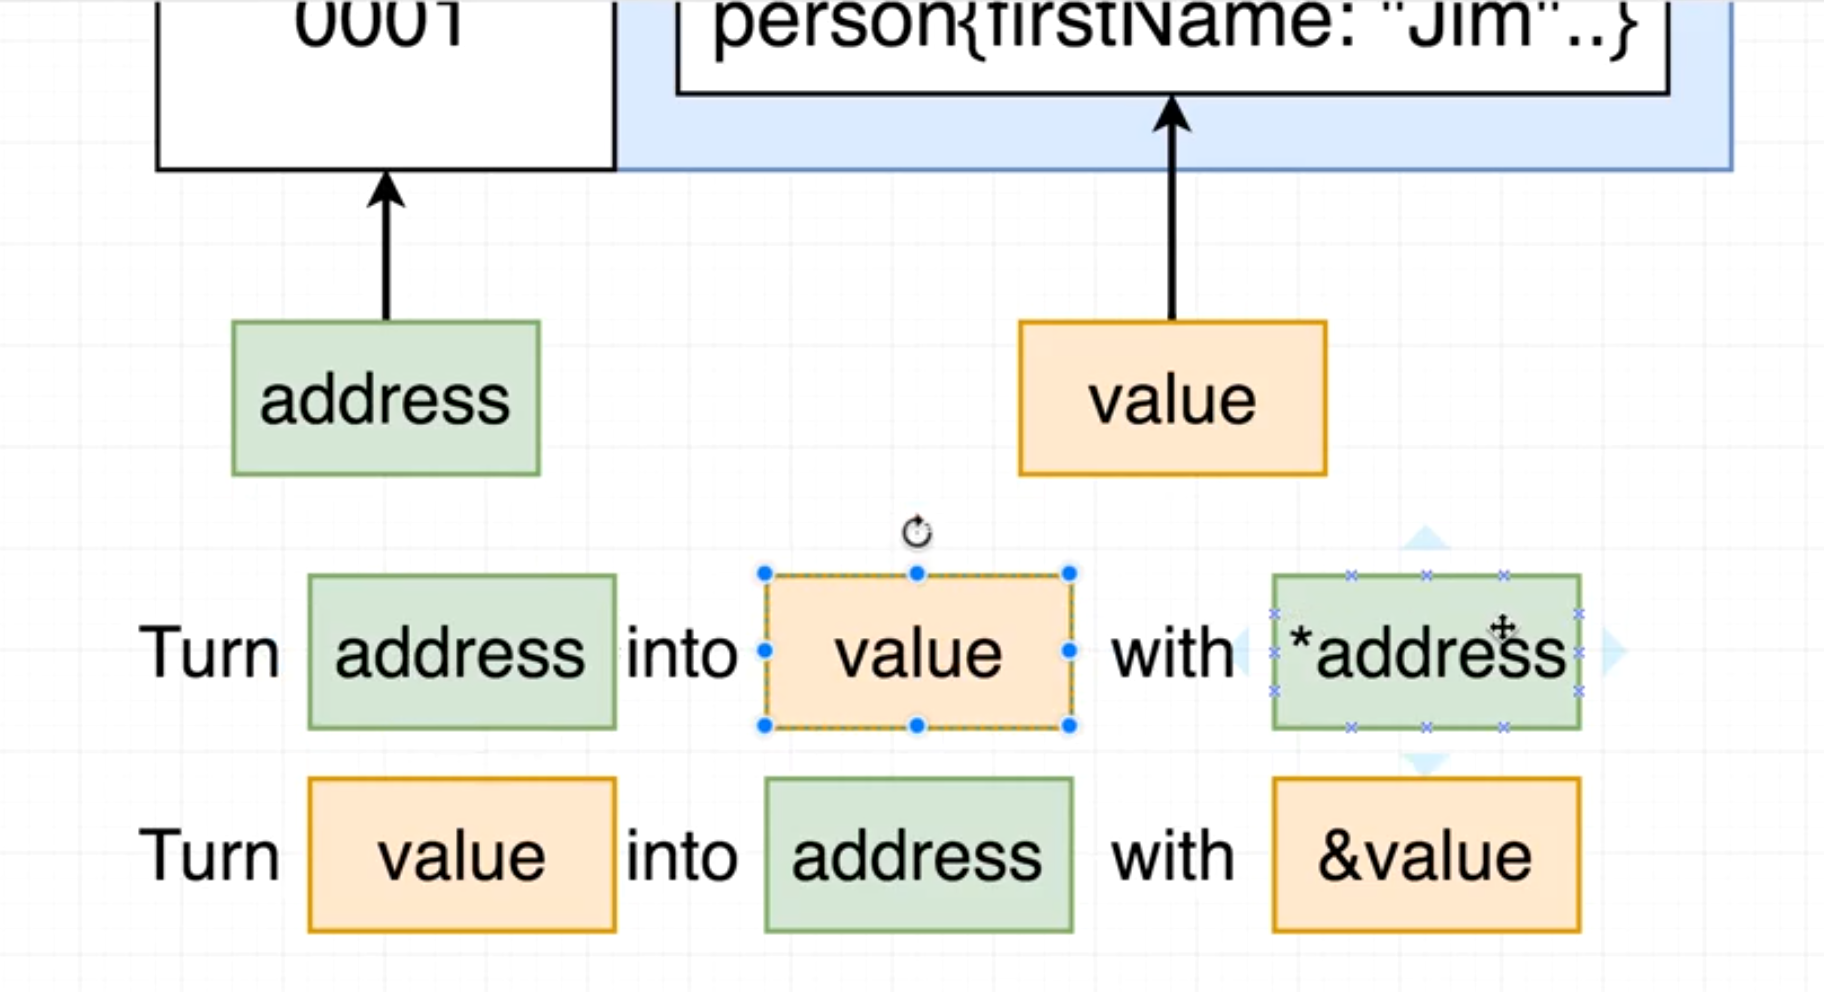 0001
person{firstName: "Jim"..}
address
value
Turn address into value with *address
Turn value into address with &value